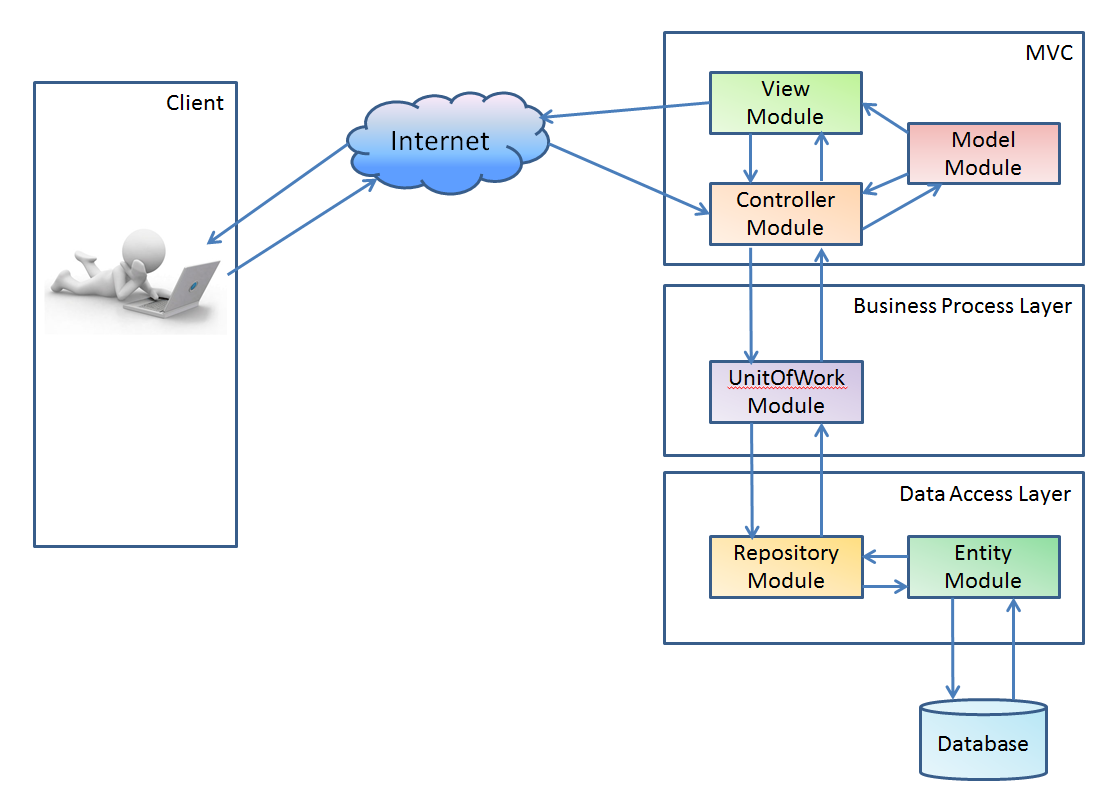 MVC
Client
View
Module
Internet
Model
Module
Controller
Module
Business Process Layer
UnitOfWork
Module
Data Access Layer
Repository
Module
Entity
Module
Database